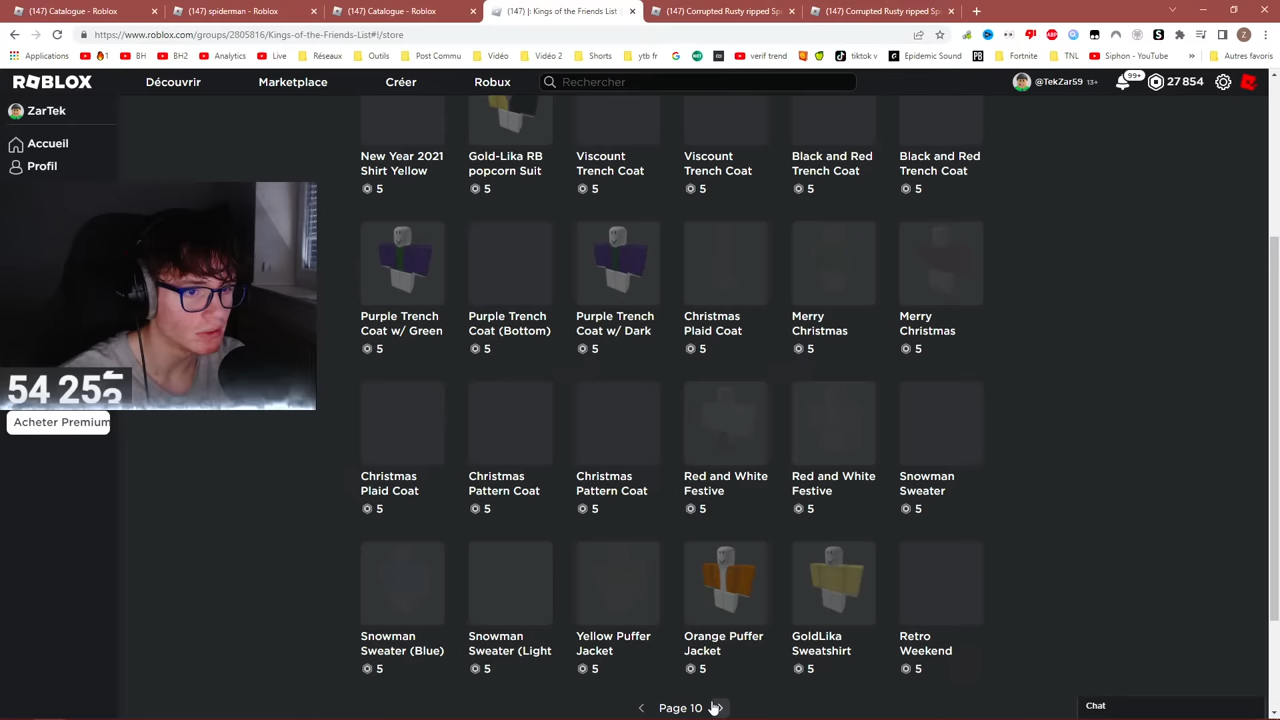 (147) Catalogue - Roblox
(147) spiderman - Roblox
(147) Catalogue - Roblox
(147) |: Kings of the Friends List
(147) Corrupted Rusty ripped Sp
(147) Corrupted Rusty ripped Sp
https://www.roblox.com/groups/2805816/Kings-of-the-Friends-List#!/store
Applications
1
BH
BH2
Analytics
Live
Réseaux
Outils
Post Commu
Vidéo
Vidéo 2
Shorts
ytb fr
verif trend
tiktok v
Epidemic Sound
Fortnite
TNL
Siphon - YouTube
»
Autres favoris
ROBLOX
Découvrir
Marketplace
Créer
Robux
Rechercher
@TekZar59 13+
99+
27 854
ZarTek
Accueil
Profil
54 25
Acheter Premium
New Year 2021
Shirt Yellow
5
Gold-Lika RB
popcorn Suit
5
Viscount
Trench Coat
5
Viscount
Trench Coat
5
Black and Red
Trench Coat
5
Black and Red
Trench Coat
5
Purple Trench
Coat w/ Green
5
Purple Trench
Coat (Bottom)
5
Purple Trench
Coat w/ Dark
5
Christmas
Plaid Coat
5
Merry
Christmas
5
Merry
Christmas
5
Christmas
Plaid Coat
5
Christmas
Pattern Coat
5
Christmas
Pattern Coat
5
Red and White
Festive
5
Red and White
Festive
5
Snowman
Sweater
5
Snowman
Sweater (Blue)
5
Snowman
Sweater (Light
5
Yellow Puffer
Jacket
5
Orange Puffer
Jacket
5
GoldLika
Sweatshirt
5
Retro
Weekend
5
Page 10
Chat